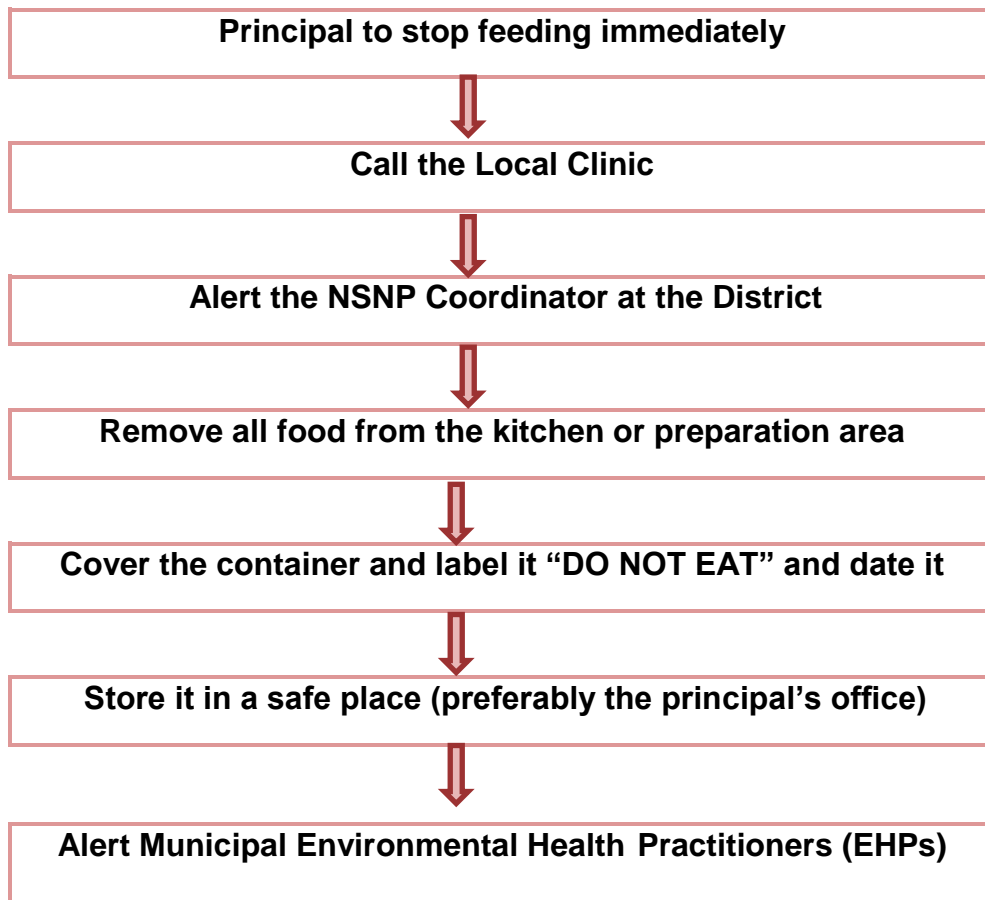 Principal to stop feeding immediately
Call the Local Clinic
Alert the NSNP Coordinator at the District
Remove all food from the kitchen or preparation area
Cover the container and label it “DO NOT EAT” and date it
Store it in a safe place (preferably the principal’s office)
Alert Municipal Environmental Health Practitioners (EHPs)